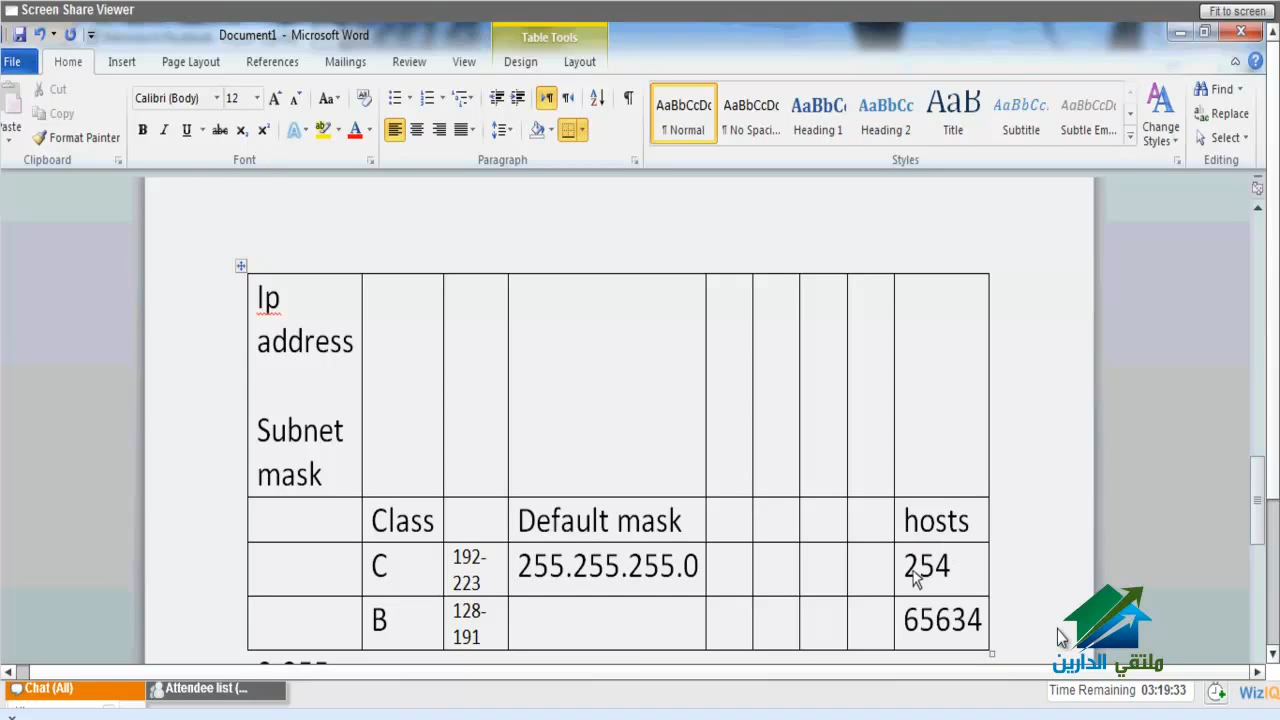 Screen Share Viewer
Fit to screen
Document1 - Microsoft Word
Table Tools
File
Home
Insert
Page Layout
References
Mailings
Review
View
Design
Layout
Cut
Copy
Format Painter
Clipboard
Calibri (Body)
12
Font
Paragraph
AaBbCcDc
¶ Normal
AaBbCcDc
¶ No Spaci...
AaBbC(
Heading 1
AaBbCc
Heading 2
AaB
Title
AaBbCc.
Subtitle
AaBbCcDc
Subtle Em...
Change
Styles
Styles
Find
Replace
Select
Editing
Ip
address
Subnet
mask
Class
Default mask
hosts
C
192-
223
255.255.255.0
254
B
128-
191
65634
ملتقي الدارين
Chat (All)
Attendee list (...
Time Remaining 03:19:33
WizIQ